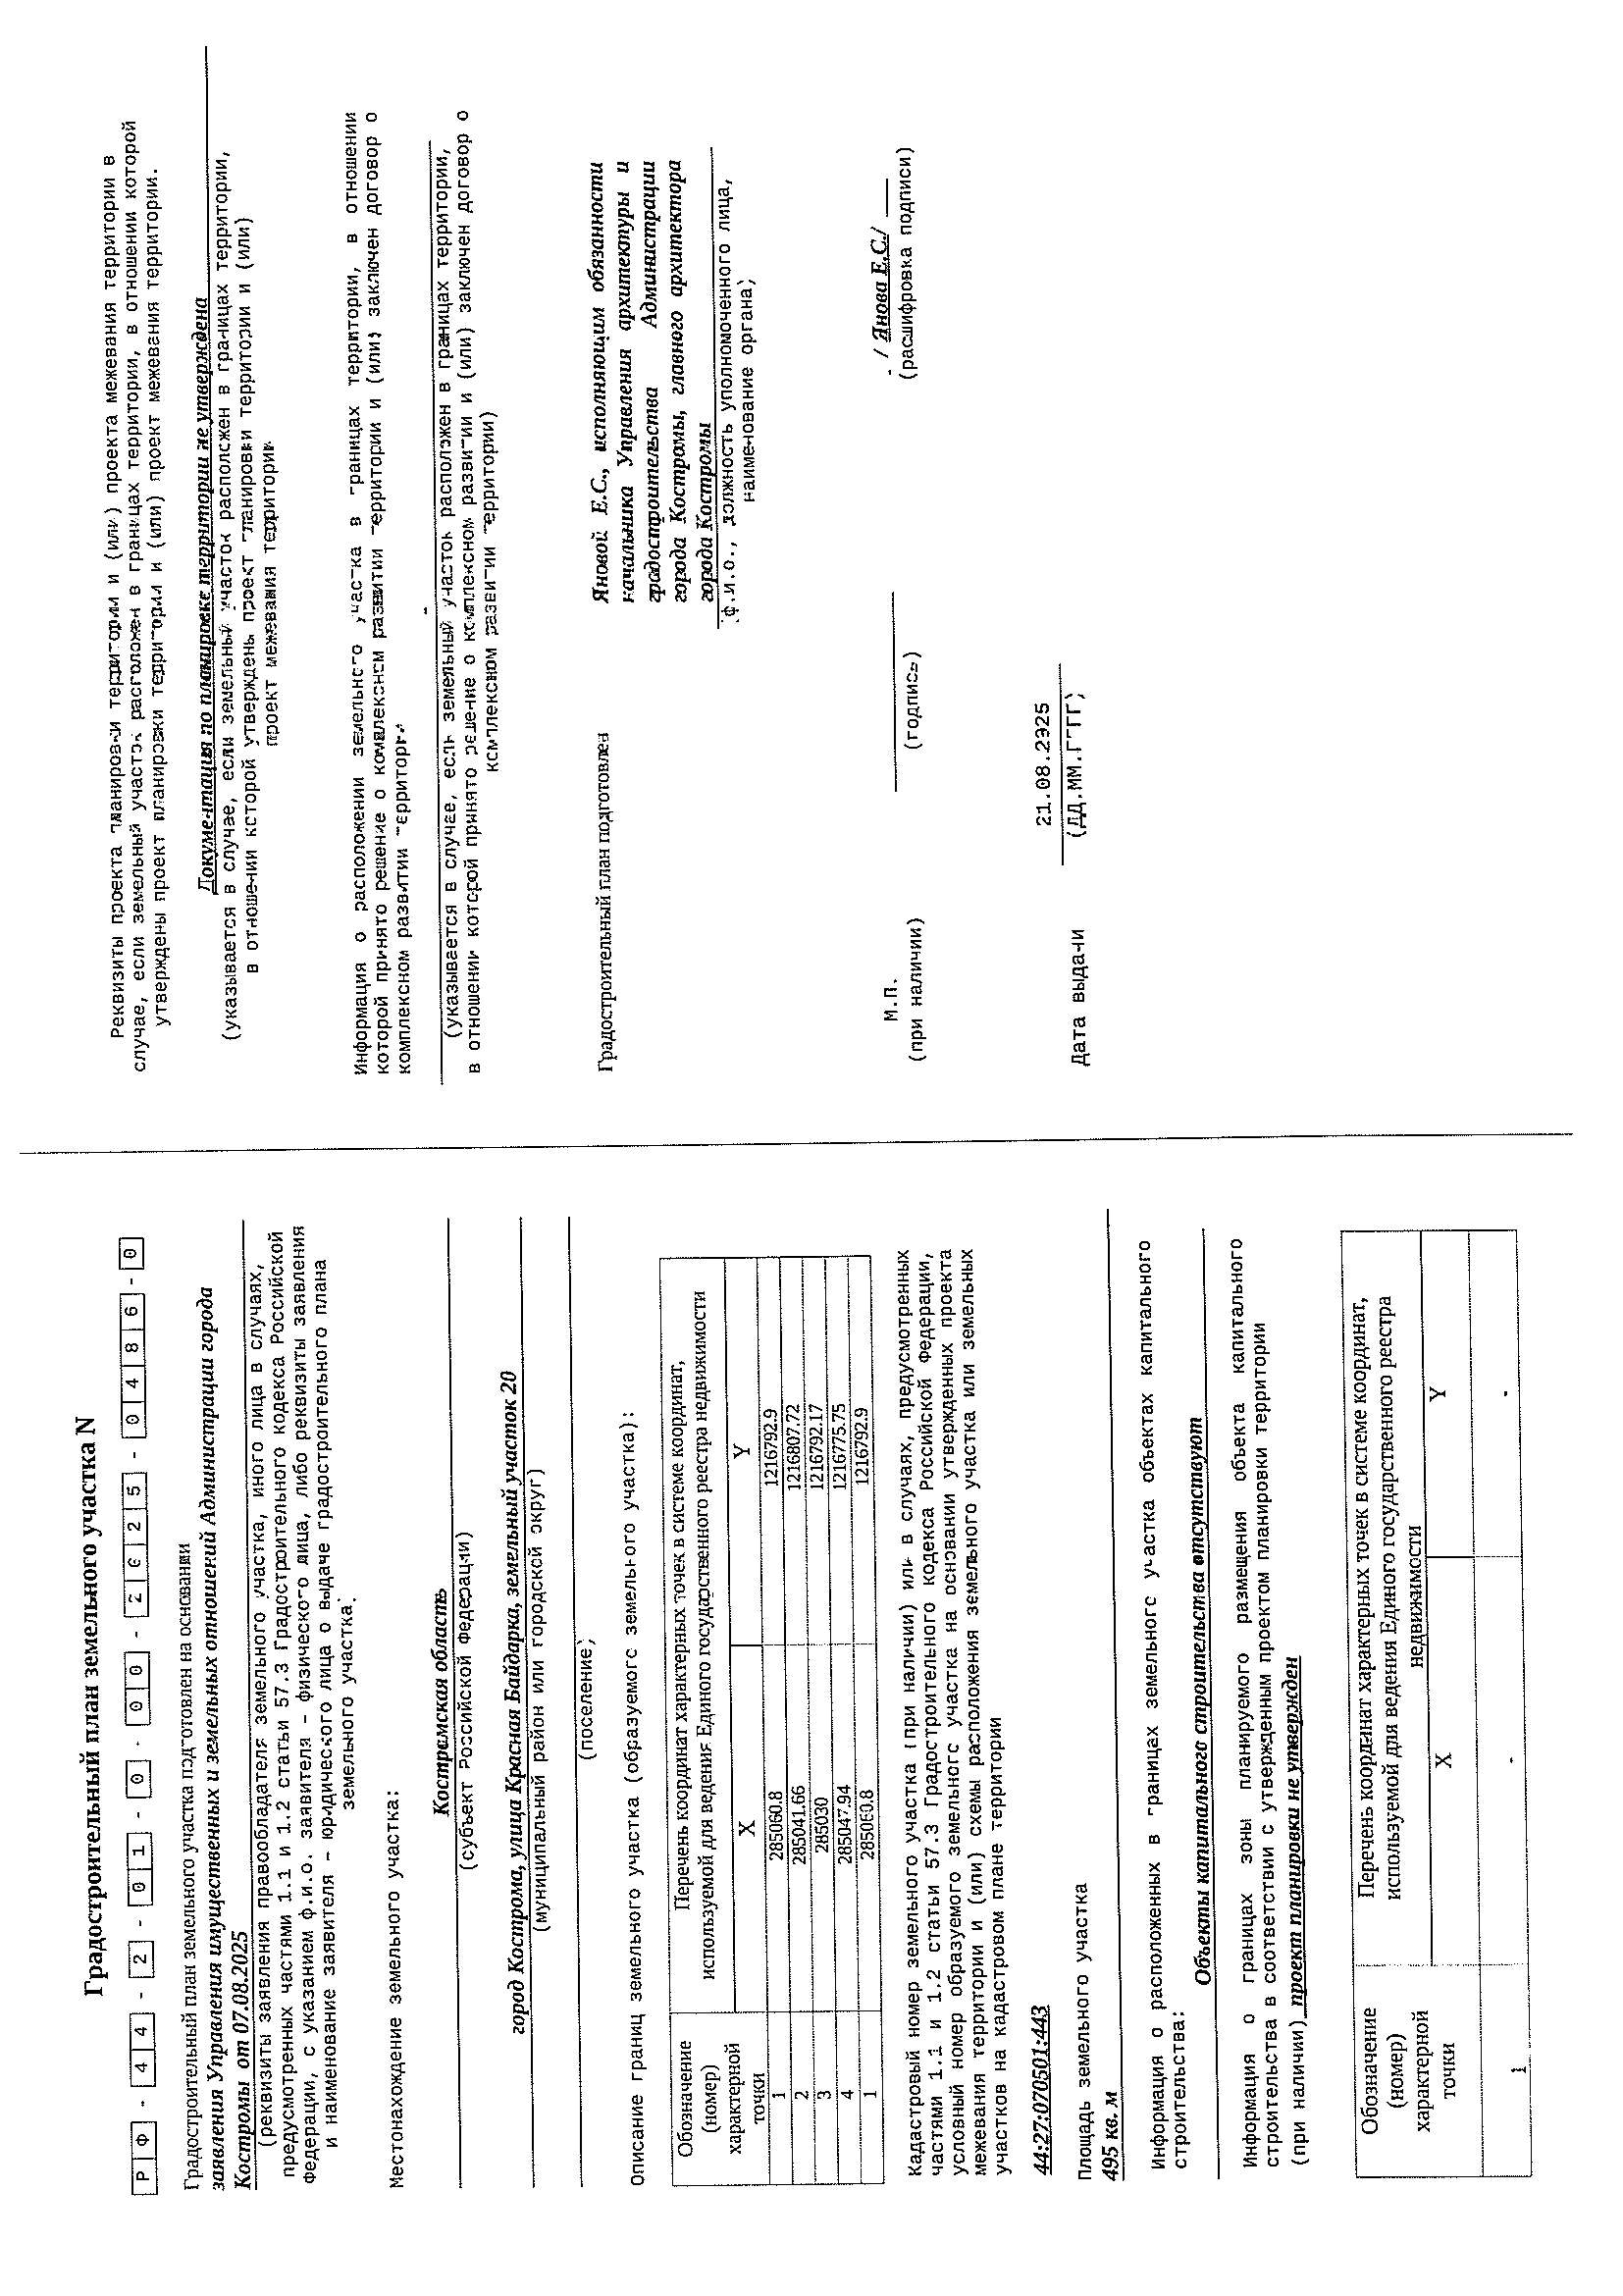 Градостроительный план земельного участка N
РФ - 44 - 2 - 01 - 0 - 00 - 2025 - 0486 - 0
Градостроительный план земельного участка подготовлен на основании
заявления Управления имущественных и земельных отношений Администрации города
Костромы от 07.08.2025
(реквизиты заявления правообладателя земельного участка, иного лица в случаях,
предусмотренных частями 1.1 и 1.2 статьи 57.3 Градостроительного кодекса Российской
Федерации, с указанием ф.и.о. заявителя – физического лица, либо реквизиты заявления
и наименование заявителя – юридического лица о выдаче градостроительного плана
земельного участка)
Местонахождение земельного участка:
Костромская область
(субъект Российской Федерации)
город Кострома, улица Красная Байдарка, земельный участок 20
(муниципальный район или городской округ)
(поселение)
Описание границ земельного участка (образуемого земельного участка):
Обозначение (номер) характерной точки
Перечень координат характерных точек в системе координат,
используемой для ведения Единого государственного реестра недвижимости
X Y
1 285060.8 1216792.9
2 285041.66 1216807.72
3 285030 1216792.17
4 285047.94 1216775.75
1 285060.8 1216792.9
Кадастровый номер земельного участка (при наличии) или в случаях, предусмотренных
частями 1.1 и 1.2 статьи 57.3 Градостроительного кодекса Российской Федерации,
условный номер образуемого земельного участка на основании утвержденных проекта
межевания территории и (или) схемы расположения земельного участка или земельных
участков на кадастровом плане территории
44:27:070501:443
Площадь земельного участка
495 кв. м
Информация о расположенных в границах земельного участка объектах капитального
строительства:
Объекты капитального строительства отсутствуют
Информация о границах зоны планируемого размещения объекта капитального
строительства в соответствии с утвержденным проектом планировки территории
(при наличии) проект планировки не утвержден
Обозначение (номер) характерной точки
Перечень координат характерных точек в системе координат,
используемой для ведения Единого государственного реестра
недвижимости
X Y
1 - -
Реквизиты проекта планировки территории и (или) проекта межевания территории в
случае, если земельный участок расположен в границах территории, в отношении которой
утверждены проект планировки территории и (или) проект межевания территории.
Документация по планировке территории не утверждена
(указывается в случае, если земельный участок расположен в границах территории,
в отношении которой утвержден проект планировки территории и (или)
проект межевания территории
Информация о расположении земельного участка в границах территории, в отношении
которой принято решение о комплексном развитии территории и (или) заключен договор о
комплексном развитии территории
-
(указывается в случае, если земельный участок расположен в границах территории,
в отношении которой принято решение о комплексном развитии и (или) заключен договор о
комплексном развитии территории)
Градостроительный план подготовлен
Яновой Е.С., исполняющим обязанности
начальника Управления архитектуры и
градостроительства Администрации
города Костромы, главного архитектора
города Костромы
(ф.и.о., должность уполномоченного лица,
наименование органа)
М.П.
(при наличии)
(подпись)
/ Янова Е.С./
(расшифровка подписи)
Дата выдачи
21.08.2025
(ДД.ММ.ГГГГ)